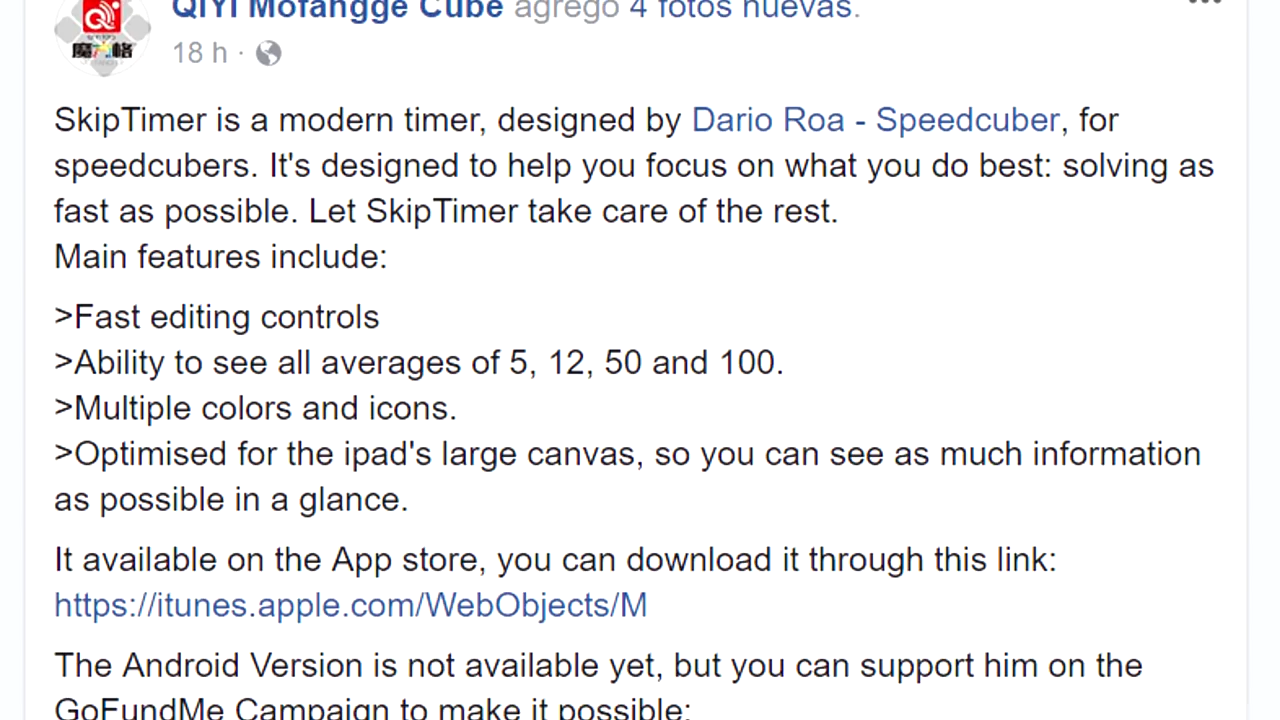 QIYI Mofangge Cube agregó 4 fotos nuevas.
魔方格
18 h ·
SkipTimer is a modern timer, designed by Dario Roa - Speedcuber, for
speedcubers. It's designed to help you focus on what you do best: solving as
fast as possible. Let SkipTimer take care of the rest.
Main features include:
>Fast editing controls
>Ability to see all averages of 5, 12, 50 and 100.
>Multiple colors and icons.
>Optimised for the ipad's large canvas, so you can see as much information
as possible in a glance.
It available on the App store, you can download it through this link:
https://itunes.apple.com/WebObjects/M
The Android Version is not available yet, but you can support him on the
GoFundMe Campaign to make it possible: